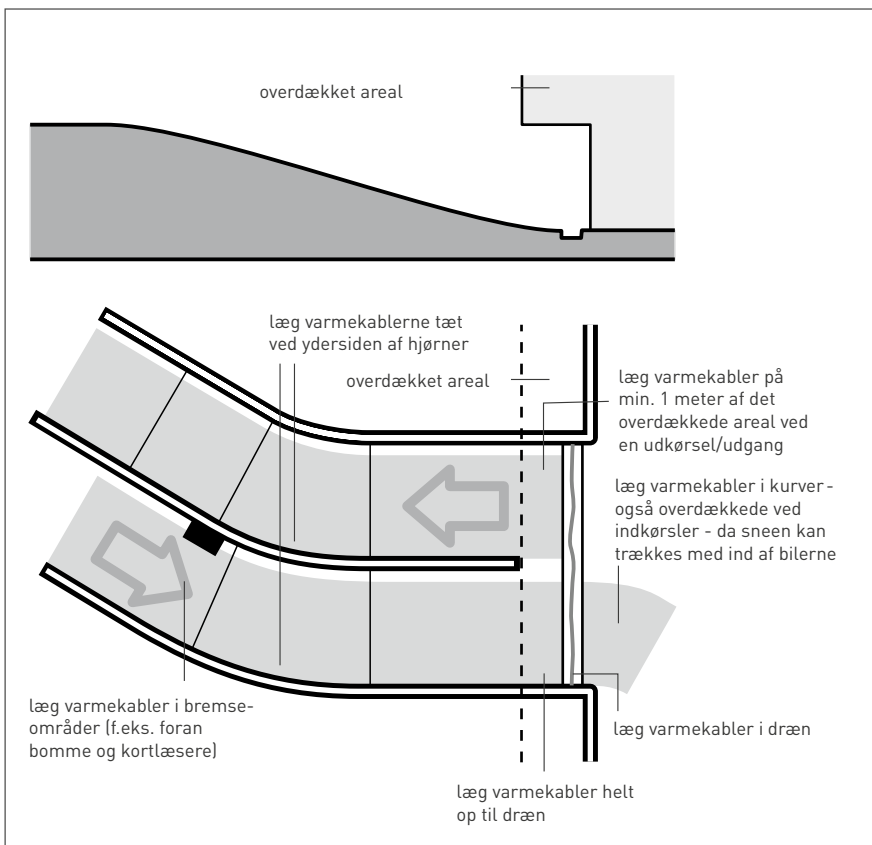 overdækket areal
læg varmekablerne tæt
ved ydersiden af hjørner
overdækket areal
læg varmekabler på
min. 1 meter af det
overdækkede areal ved
en udkørsel/udgang
læg varmekabler i kurver -
også overdækkede ved
indkørsler - da sneen kan
trækkes med ind af bilerne
læg varmekabler i bremse-
områder (f.eks. foran
bomme og kortlæsere)
læg varmekabler i dræn
læg varmekabler helt
op til dræn